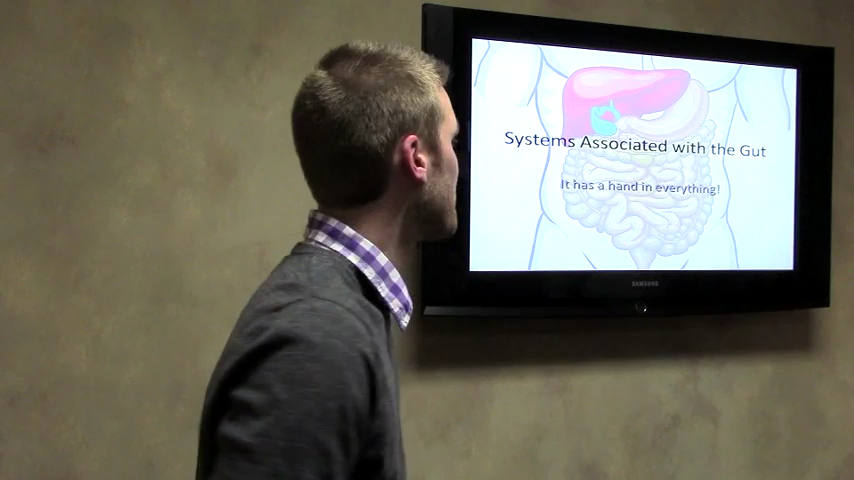 Systems Associated with the Gut
It has a hand in everything!
SAMSUNG